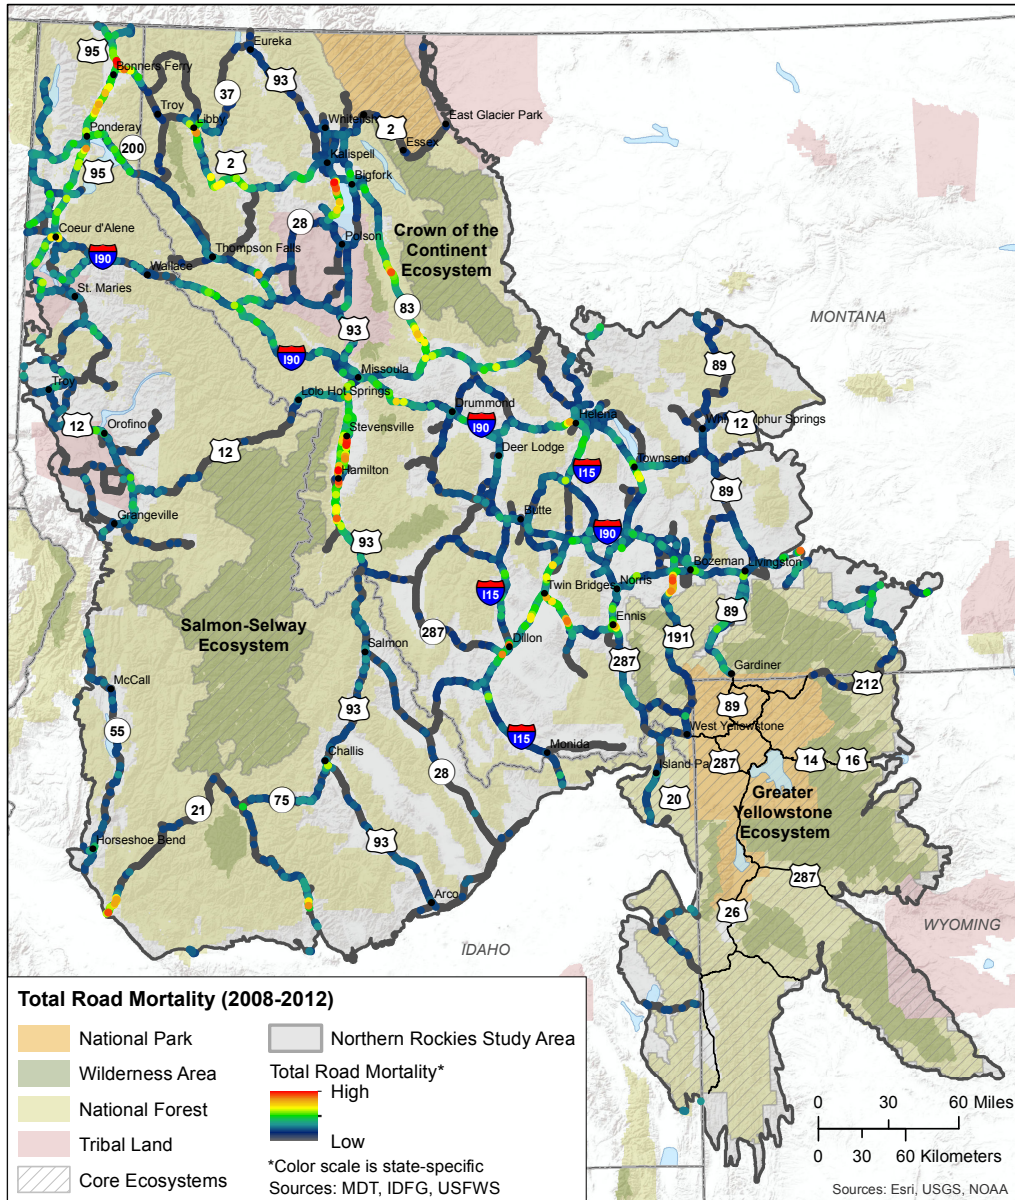 95
Eureka
Bonners Ferry
93
37
Troy
Libby
Whitefish
2
East Glacier Park
Essex
Ponderay
200
95
2
Kalispell
Bigfork
28
Coeur d'Alene
Polson
Crown of the
Continent
Ecosystem
I90
Thompson Falls
Wallace
St. Maries
83
MONTANA
93
I90
89
Missoula
Troy
Lolo Hot Springs
Drummond
Helena
12
12
Orofino
Stevensville
I90
12
Deer Lodge
Townsend
I15
Hamilton
89
Butte
Grangeville
I90
93
Bozeman
Livingston
I15
Twin Bridges
Norris
89
Ennis
Salmon-Selway
Ecosystem
287
191
Dillon
Salmon
287
Gardiner
McCall
212
93
89
55
West Yellowstone
I15
Monida
Challis
287
14
16
28
21
75
20
Greater
Yellowstone
Ecosystem
93
Horseshoe Bend
287
Arco
26
WYOMING
IDAHO
Total Road Mortality (2008-2012)
National Park
Wilderness Area
National Forest
Tribal Land
Core Ecosystems
Northern Rockies Study Area
Total Road Mortality*
High
Low
*Color scale is state-specific
Sources: MDT, IDFG, USFWS
0 30 60 Miles
0 30 60 Kilometers
Sources: Esri, USGS, NOAA